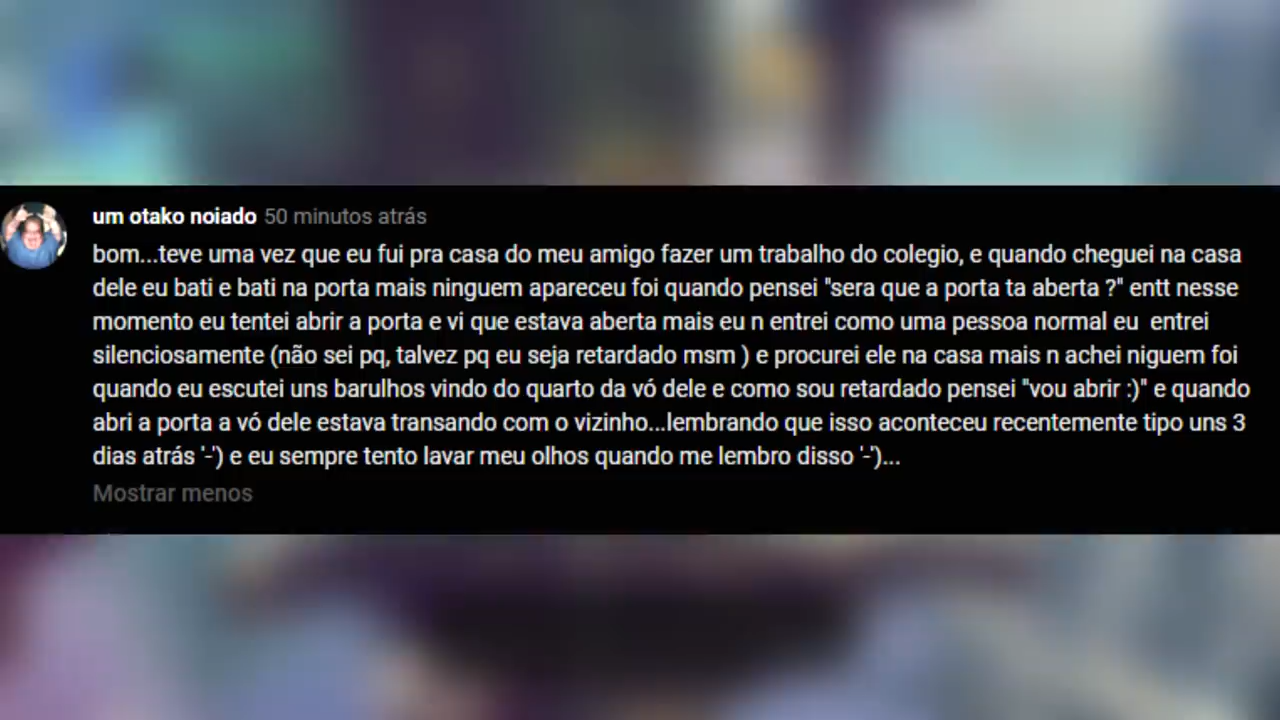 um otako noiado 50 minutos atrás
bom...teve uma vez que eu fui pra casa do meu amigo fazer um trabalho do colegio, e quando cheguei na casa
dele eu bati e bati na porta mais ninguem apareceu foi quando pensei "sera que a porta ta aberta ?" entt nesse
momento eu tentei abrir a porta e vi que estava aberta mais eu n entrei como uma pessoa normal eu  entrei
silenciosamente (não sei pq, talvez pq eu seja retardado msm ) e procurei ele na casa mais n achei niguem foi
quando eu escutei uns barulhos vindo do quarto da vó dele e como sou retardado pensei "vou abrir :)" e quando
abri a porta a vó dele estava transando com o vizinho...lembrando que isso aconteceu recentemente tipo uns 3
dias atrás '-') e eu sempre tento lavar meu olhos quando me lembro disso '-')...
Mostrar menos